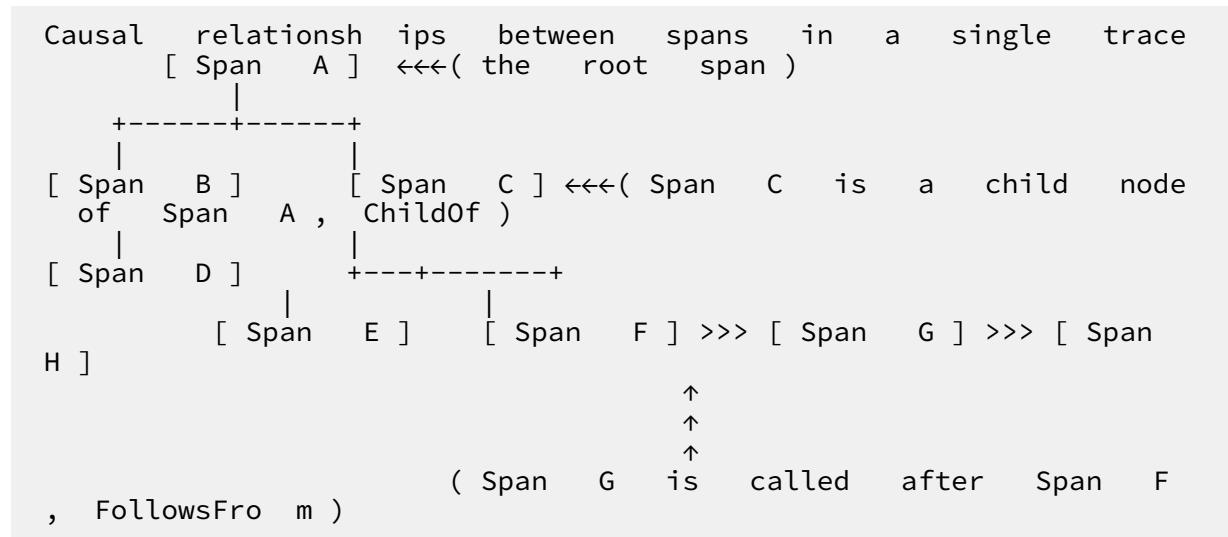 Causal relationsh ips between spans in a single trace
[ Span A ] ←←←( the root span )
|
+------+------+
| |
[ Span B ] [ Span C ] ←←←( Span C is a child node
of Span A , ChildOf )
| |
[ Span D ] +---+-------+
| |
[ Span E ] [ Span F ] >>> [ Span G ] >>> [ Span
H ]
↑
↑
↑
( Span G is called after Span F
, FollowsFro m )